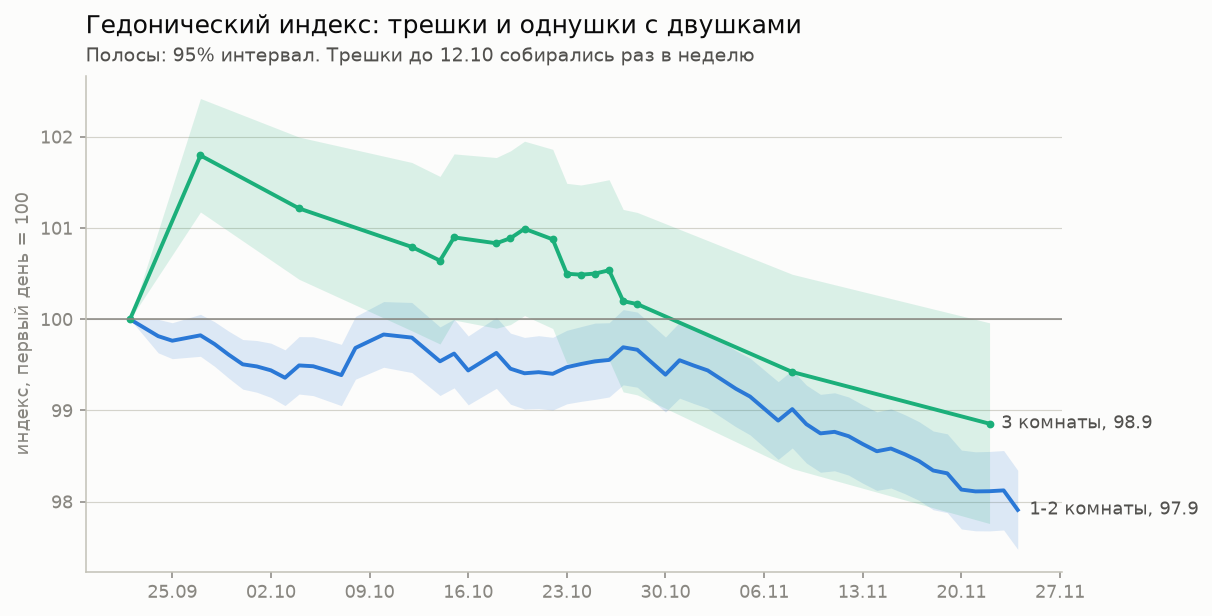 Гедонический индекс: трешки и однушки с двушками
Полосы: 95% интервал. Трешки до 12.10 собирались раз в неделю
индекс, первый день = 100
102
101
100
99
98
3 комнаты, 98.9
1-2 комнаты, 97.9
25.09 02.10 09.10 16.10 23.10 30.10 06.11 13.11 20.11 27.11